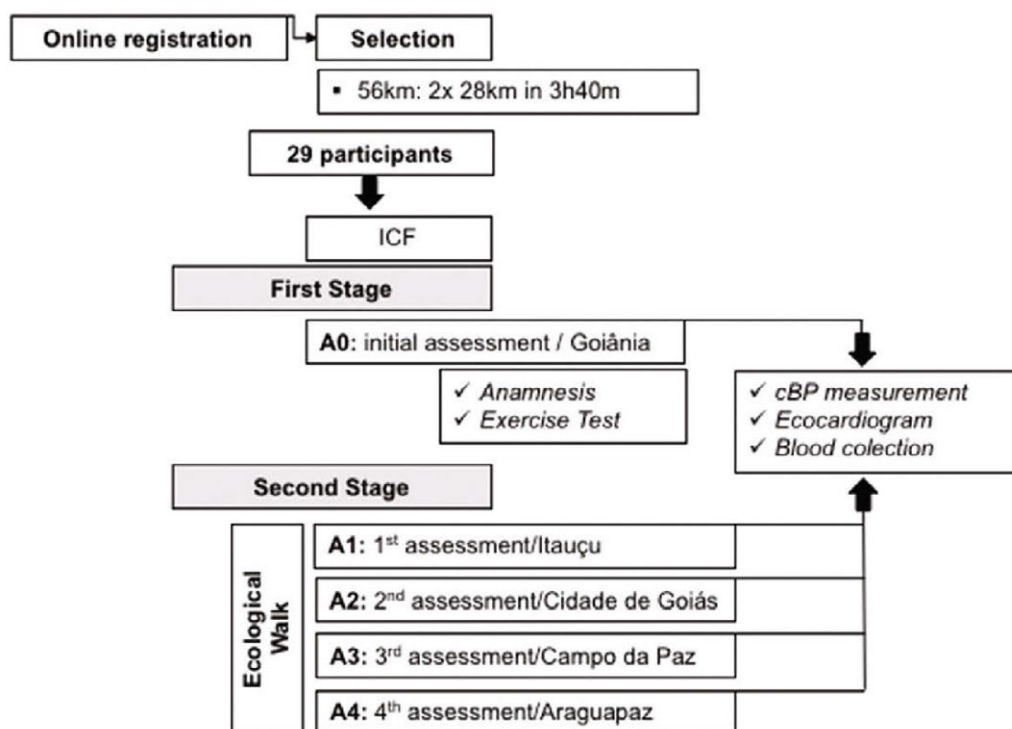 Online registration
Selection
▪ 56km: 2x 28km in 3h40m
29 participants
ICF
First Stage
A0: initial assessment / Goiânia
✓ Anamnesis
✓ Exercise Test
✓ cBP measurement
✓ Ecocardiogram
✓ Blood colection
Second Stage
Ecological
Walk
A1: 1st assessment/Itauçu
A2: 2nd assessment/Cidade de Goiás
A3: 3rd assessment/Campo da Paz
A4: 4th assessment/Araguapaz